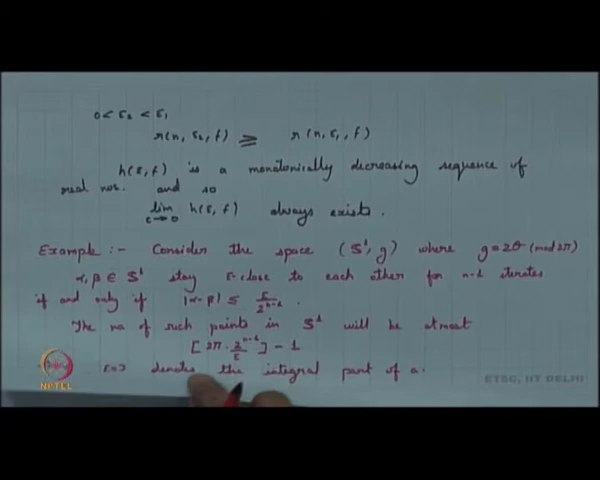 0 < ε₂ < ε₁
r(n, ε₂, f) ≥ r(n, ε₁, f)
h(ε, f) is a monotonically decreasing sequence of
real nos. and so
lim ε→0 h(ε, f) always exists.
Example :- Consider the space (S¹, g) where g = 2θ (mod 2π)
α, β ∈ S¹ stay ε-close to each other for n-1 iterates
if and only if |α-β| ≤ ε/2ⁿ⁻¹
The no of such points in S¹ will be atmost
[2π · 2ⁿ⁻¹/ε] - 1
denotes the integral part of a.
NPTEL
ETSC, IIT DELHI